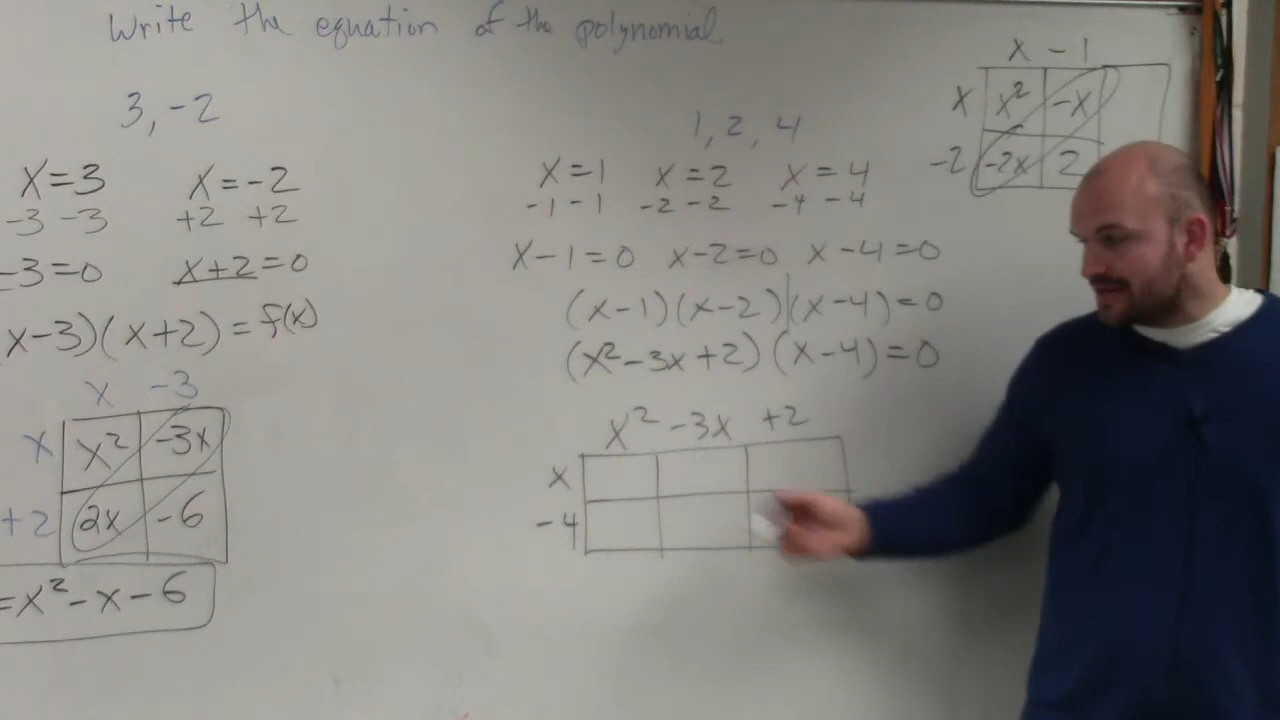 Write the equation of the polynomial
3, -2
x=3 x=-2
-3 -3 +2 +2
-3=0 x+2=0
(x-3)(x+2)=f(x)
x -3
x x² -3x
+2 2x -6
=x²-x-6
1, 2, 4
x=1 x=2 x=4
-1 -1 -2 -2 -4 -4
x-1=0 x-2=0 x-4=0
(x-1)(x-2)(x-4)=0
(x²-3x+2)(x-4)=0
x² -3x +2
x
-4
x -1
x x² -x
-2 -2x 2